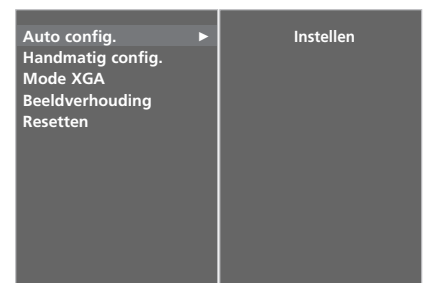 Auto config. ► Instellen
Handmatig config.
Mode XGA
Beeldverhouding
Resetten